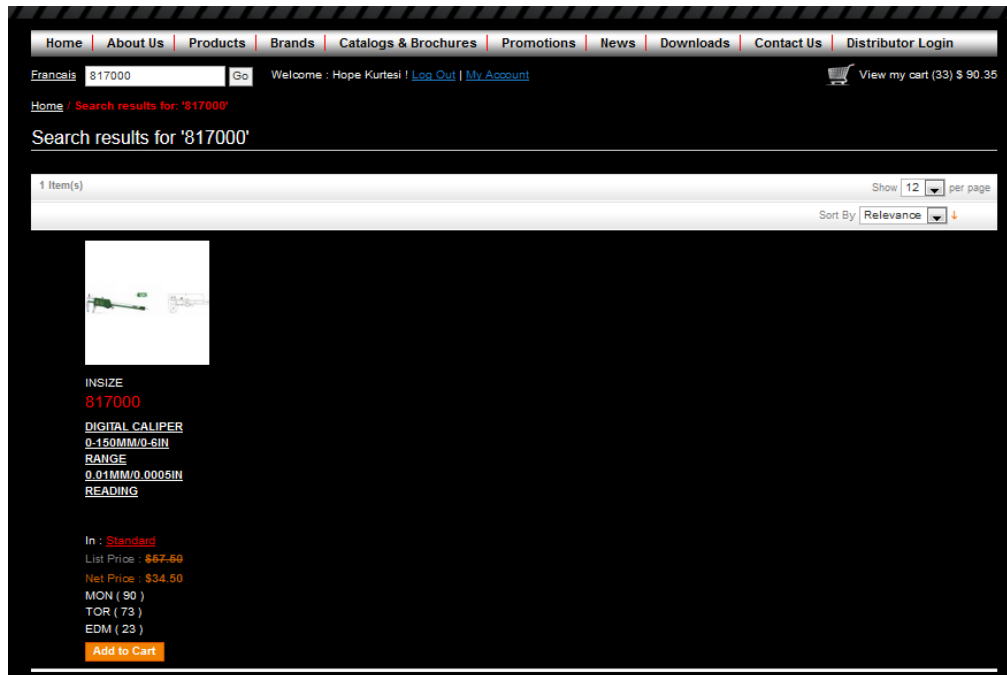 Home About Us Products Brands Catalogs & Brochures Promotions News Downloads Contact Us Distributor Login
Francais 817000 Go Welcome : Hope Kurtesi ! Log Out | My Account View my cart (33) $ 90.35
Home / Search results for: '817000'
Search results for '817000'
1 Item(s) Show 12 per page
Sort By Relevance
INSIZE
817000
DIGITAL CALIPER
0-150MM/0-6IN
RANGE
0.01MM/0.0005IN
READING
In : Standard
List Price : $57.50
Net Price : $34.50
MON ( 90 )
TOR ( 73 )
EDM ( 23 )
Add to Cart